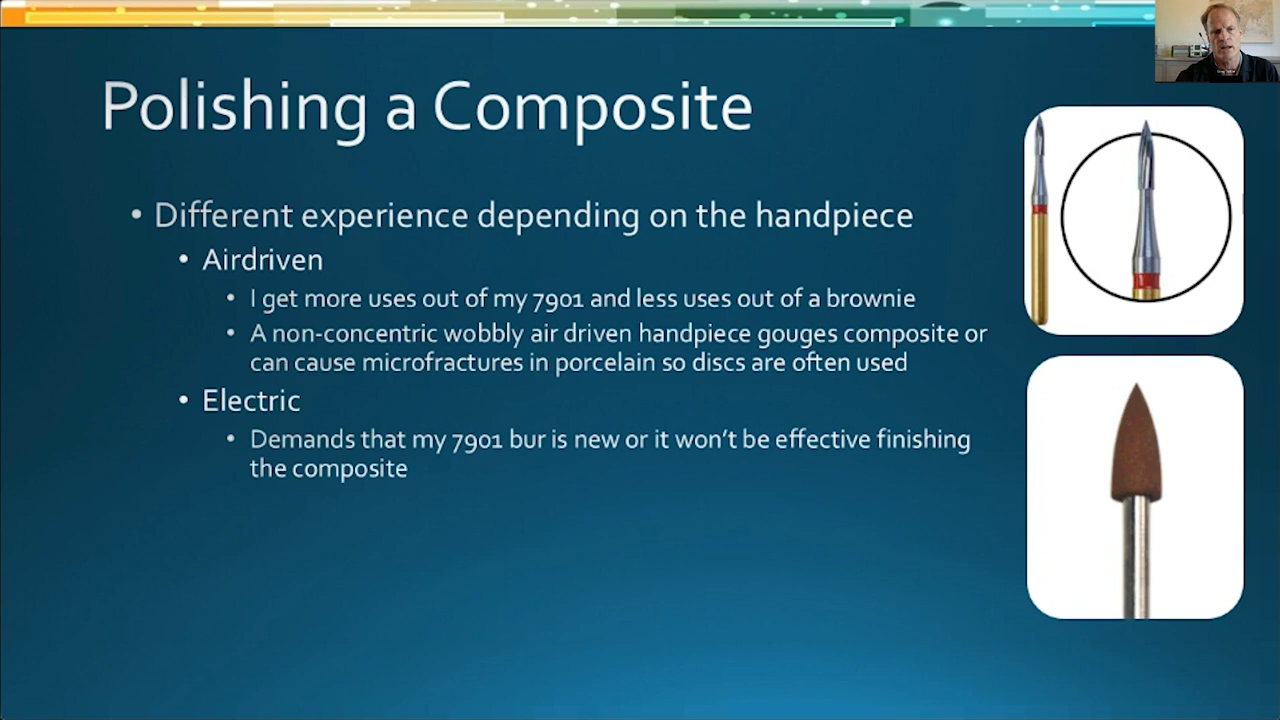 Polishing a Composite
• Different experience depending on the handpiece
• Airdriven
• I get more uses out of my 7901 and less uses out of a brownie
• A non-concentric wobbly air driven handpiece gouges composite or
can cause microfractures in porcelain so discs are often used
• Electric
• Demands that my 7901 bur is new or it won't be effective finishing
the composite